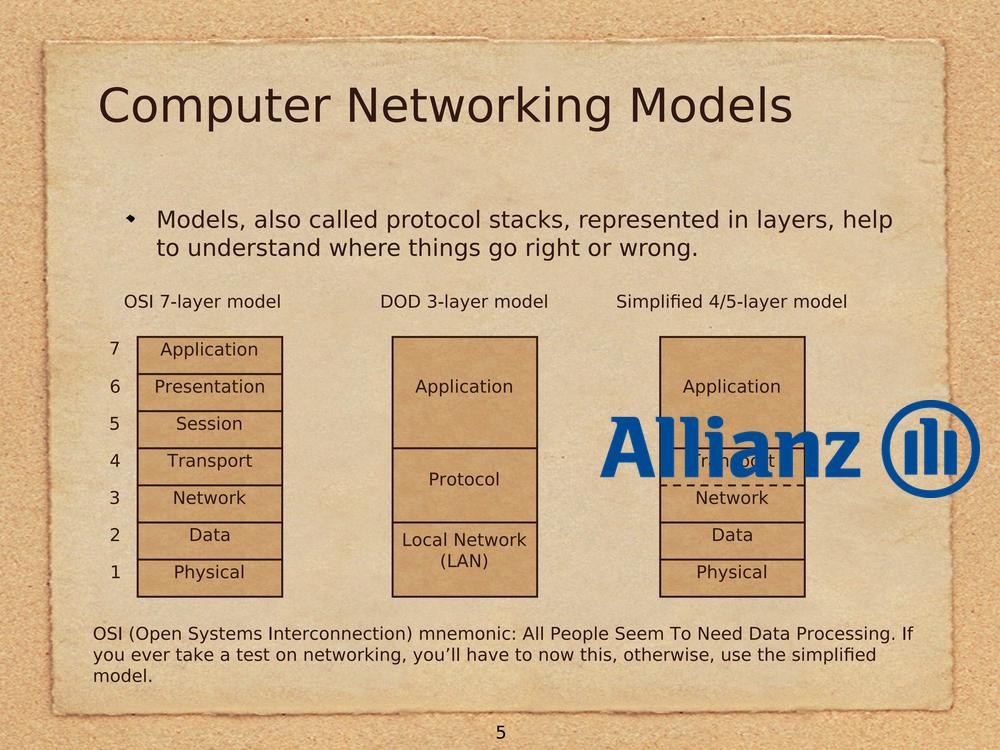 Computer Networking Models
Models, also called protocol stacks, represented in layers, help
to understand where things go right or wrong.
OSI 7-layer model
DOD 3-layer model
Simplified 4/5-layer model
7 Application
6 Presentation
5 Session
4 Transport
3 Network
2 Data
1 Physical
Application
Protocol
Local Network
(LAN)
Application
Transport
Network
Data
Physical
Allianz
OSI (Open Systems Interconnection) mnemonic: All People Seem To Need Data Processing. If
you ever take a test on networking, you’ll have to now this, otherwise, use the simplified
model.
5